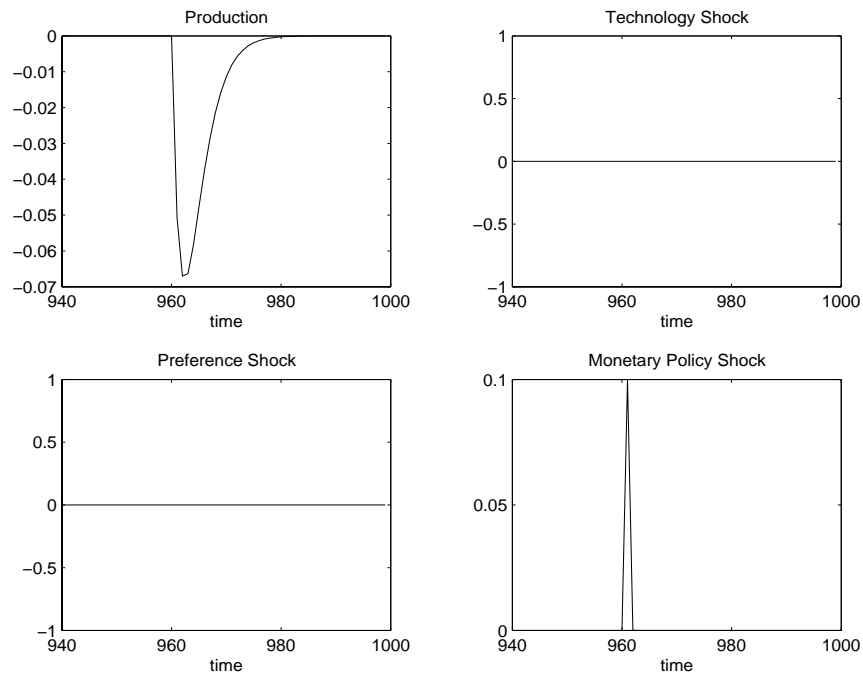 Production
0
−0.01
−0.02
−0.03
−0.04
−0.05
−0.06
−0.07
940 960 980 1000
time
Technology Shock
1
0.5
0
−0.5
−1
940 960 980 1000
time
Preference Shock
1
0.5
0
−0.5
−1
940 960 980 1000
time
Monetary Policy Shock
0.1
0.05
0
940 960 980 1000
time